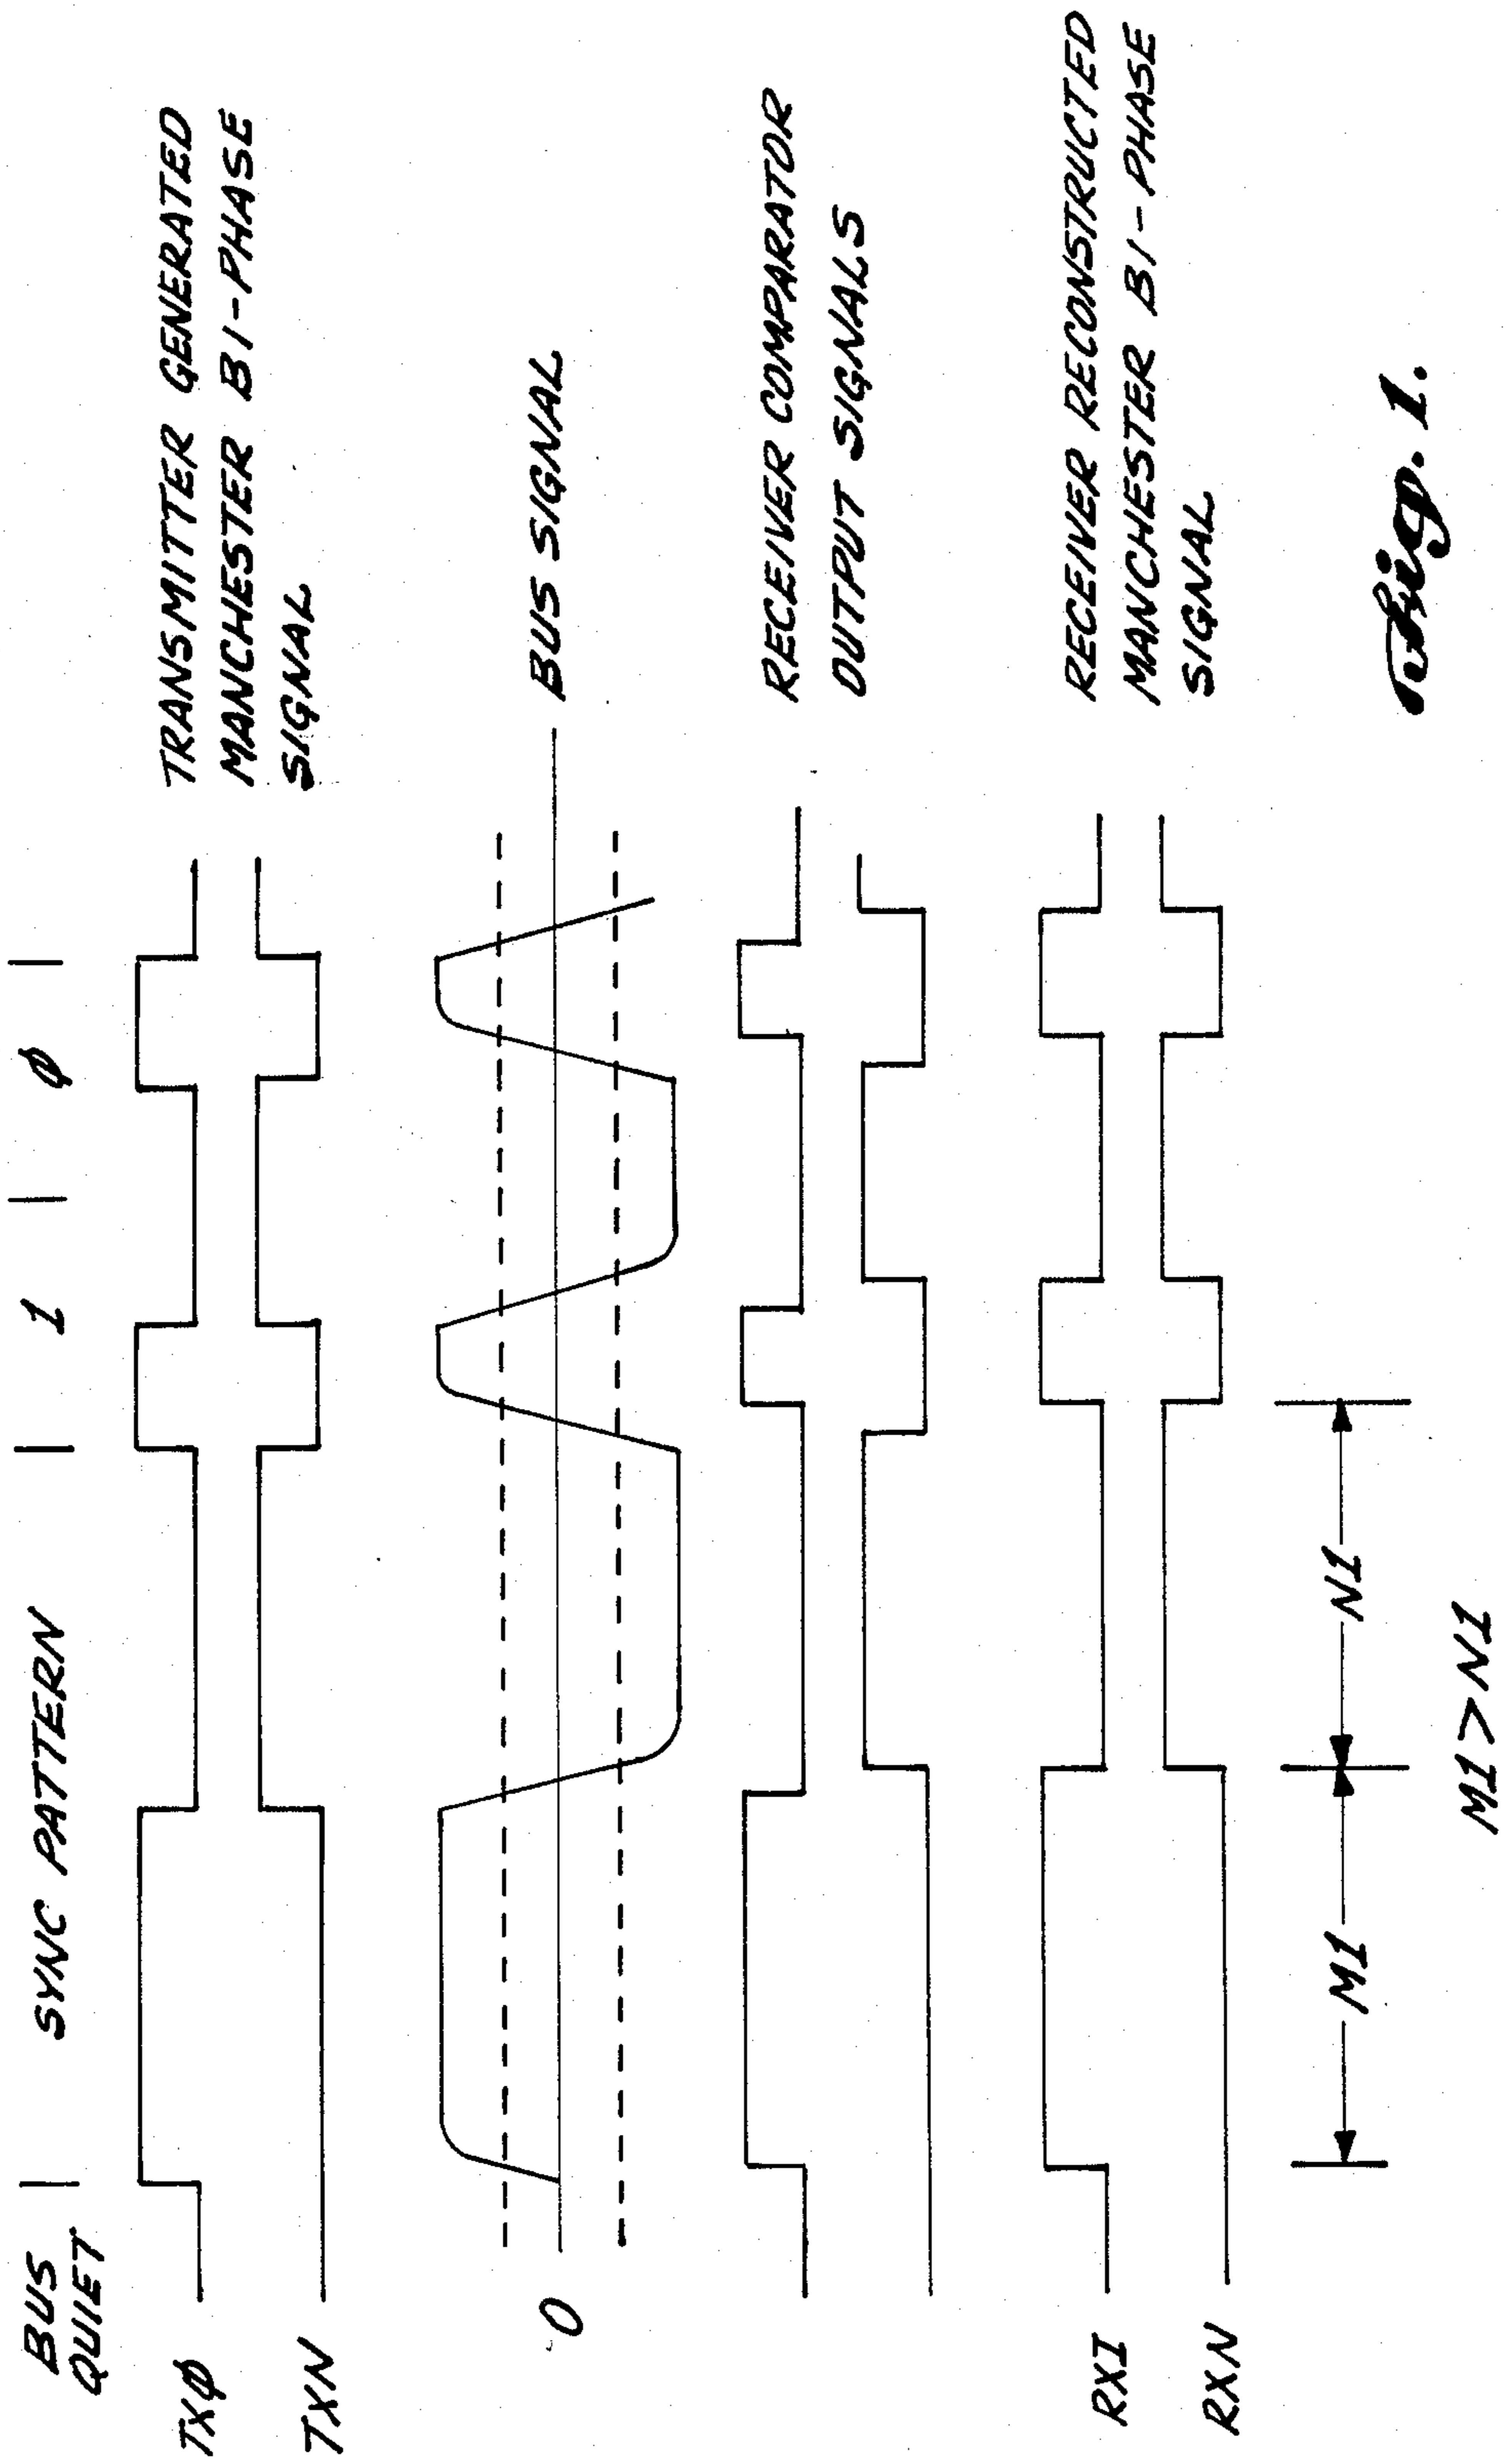 BUS
QUIET
SYNC PATTERN
1
φ
TXφ
TXN
TRANSMITTER GENERATED
MANCHESTER BI-PHASE
SIGNAL
0
BUS SIGNAL
RECEIVER COMPARATOR
OUTPUT SIGNALS
RXI
RXN
RECEIVER RECONSTRUCTED
MANCHESTER BI-PHASE
SIGNAL
M1
N1
M1>N1
Fig. 1.